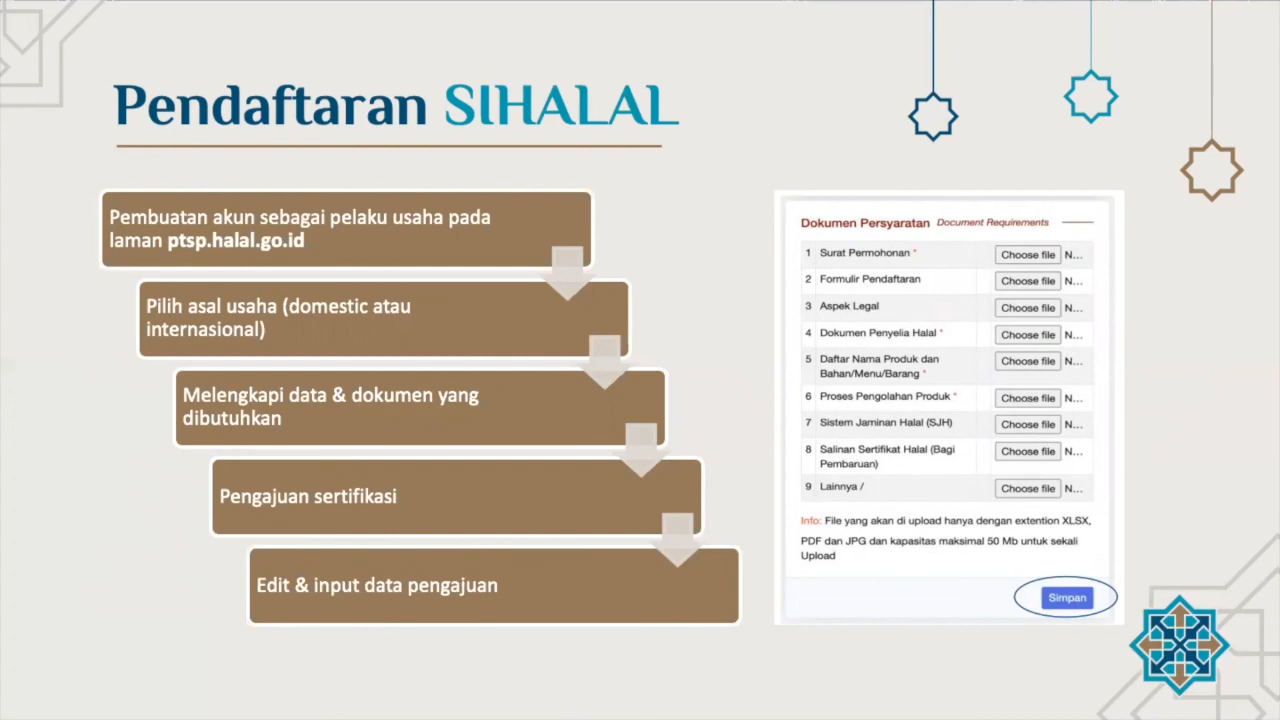 Pendaftaran SIHALAL
Pembuatan akun sebagai pelaku usaha pada
laman ptsp.halal.go.id
Pilih asal usaha (domestic atau
internasional)
Melengkapi data & dokumen yang
dibutuhkan
Pengajuan sertifikasi
Edit & input data pengajuan
Dokumen Persyaratan Document Requirements
1 Surat Permohonan * Choose file N...
2 Formulir Pendaftaran Choose file N...
3 Aspek Legal Choose file N...
4 Dokumen Penyelia Halal * Choose file N...
5 Daftar Nama Produk dan Choose file N...
Bahan/Menu/Barang *
6 Proses Pengolahan Produk * Choose file N...
7 Sistem Jaminan Halal (SJH) Choose file N...
8 Salinan Sertifikat Halal (Bagi Choose file N...
Pembaruan)
9 Lainnya / Choose file N...
Info: File yang akan di upload hanya dengan extention XLSX,
PDF dan JPG dan kapasitas maksimal 50 Mb untuk sekali
Upload
Simpan